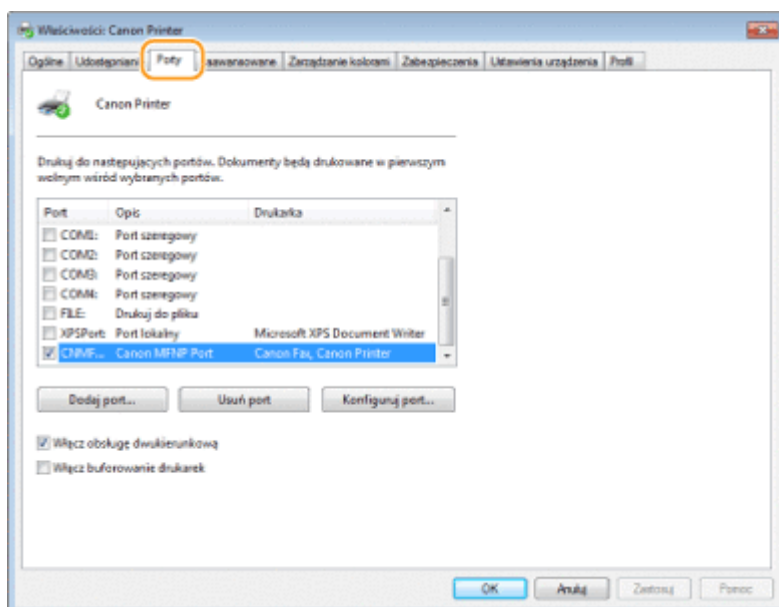 Właściwości: Canon Printer
Ogólne Udostępniani Porty aawansowane Zarządzanie kolorami Zabezpieczenia Ustawienia urządzenia Profil
Canon Printer
Drukuj do następujących portów. Dokumenty będą drukowane w pierwszym
wolnym wśród wybranych portów.
Port Opis Drukarka
COM1: Port szeregowy
COM2: Port szeregowy
COM3: Port szeregowy
COM4: Port szeregowy
FILE: Drukuj do pliku
XPSPort: Port lokalny Microsoft XPS Document Writer
CNMF... Canon MFNP Port Canon Fax, Canon Printer
Dodaj port... Usuń port Konfiguruj port...
Włącz obsługę dwukierunkową
Włącz buforowanie drukarek
OK Anuluj Zastosuj Pomoc